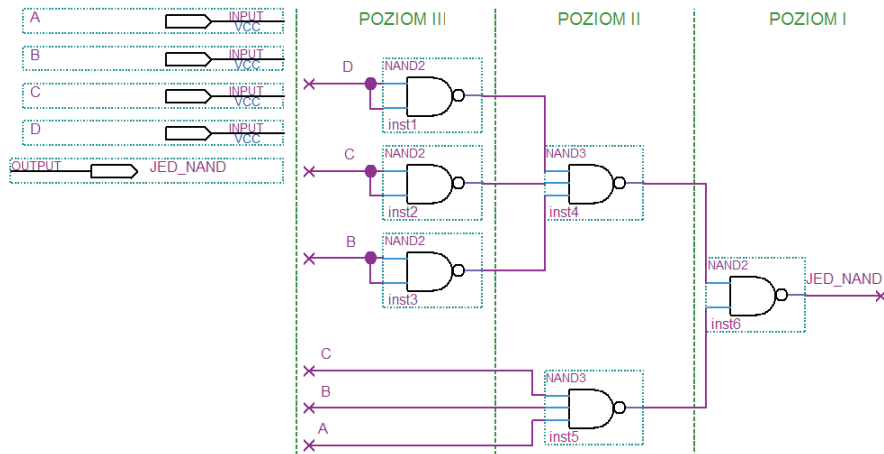 POZIOM III POZIOM II POZIOM I
A INPUT
VCC
B INPUT
VCC
C INPUT
VCC
D INPUT
VCC
OUTPUT JED_NAND
D NAND2
inst1
C NAND2
inst2
B NAND2
inst3
NAND3
inst4
C
B
A
NAND3
inst5
NAND2
JED_NAND
inst6